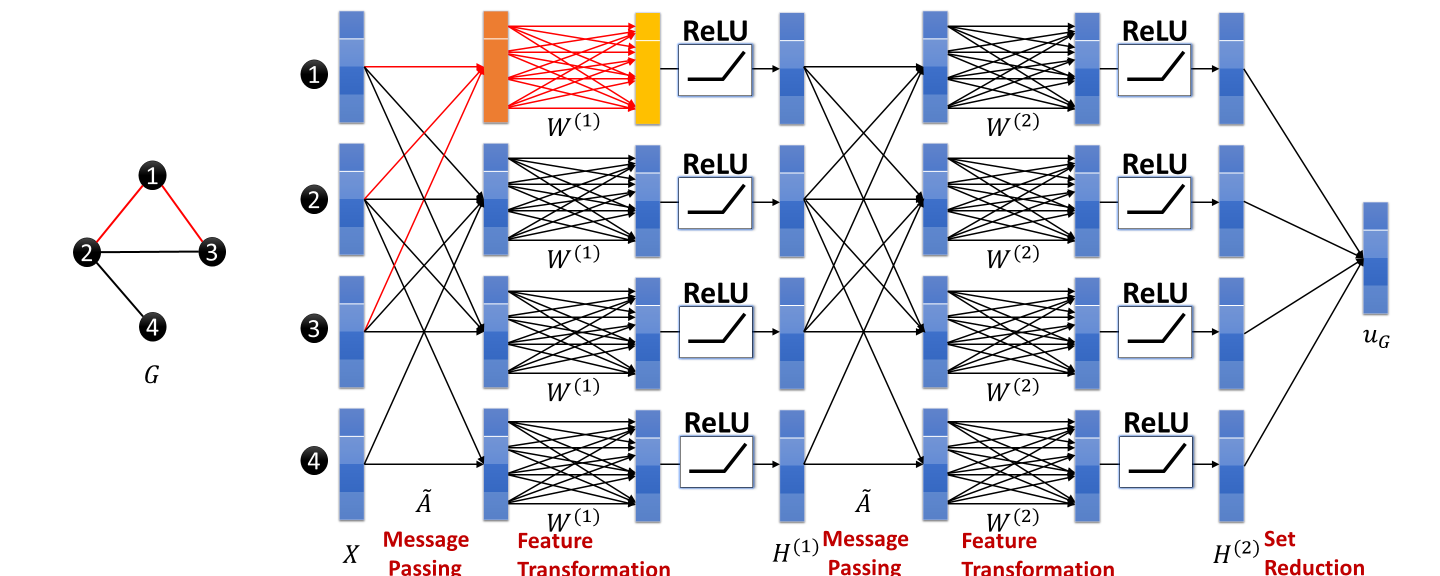 1
2
3
4
G
1
2
3
4
ReLU
ReLU
ReLU
ReLU
W^{(1)}
W^{(1)}
W^{(1)}
W^{(1)}
ReLU
ReLU
ReLU
ReLU
W^{(2)}
W^{(2)}
W^{(2)}
W^{(2)}
u_G
Ã
Ã
X
Message
Passing
Feature
Transformation
H^{(1)}
Message
Passing
Feature
Transformation
H^{(2)}
Set
Reduction